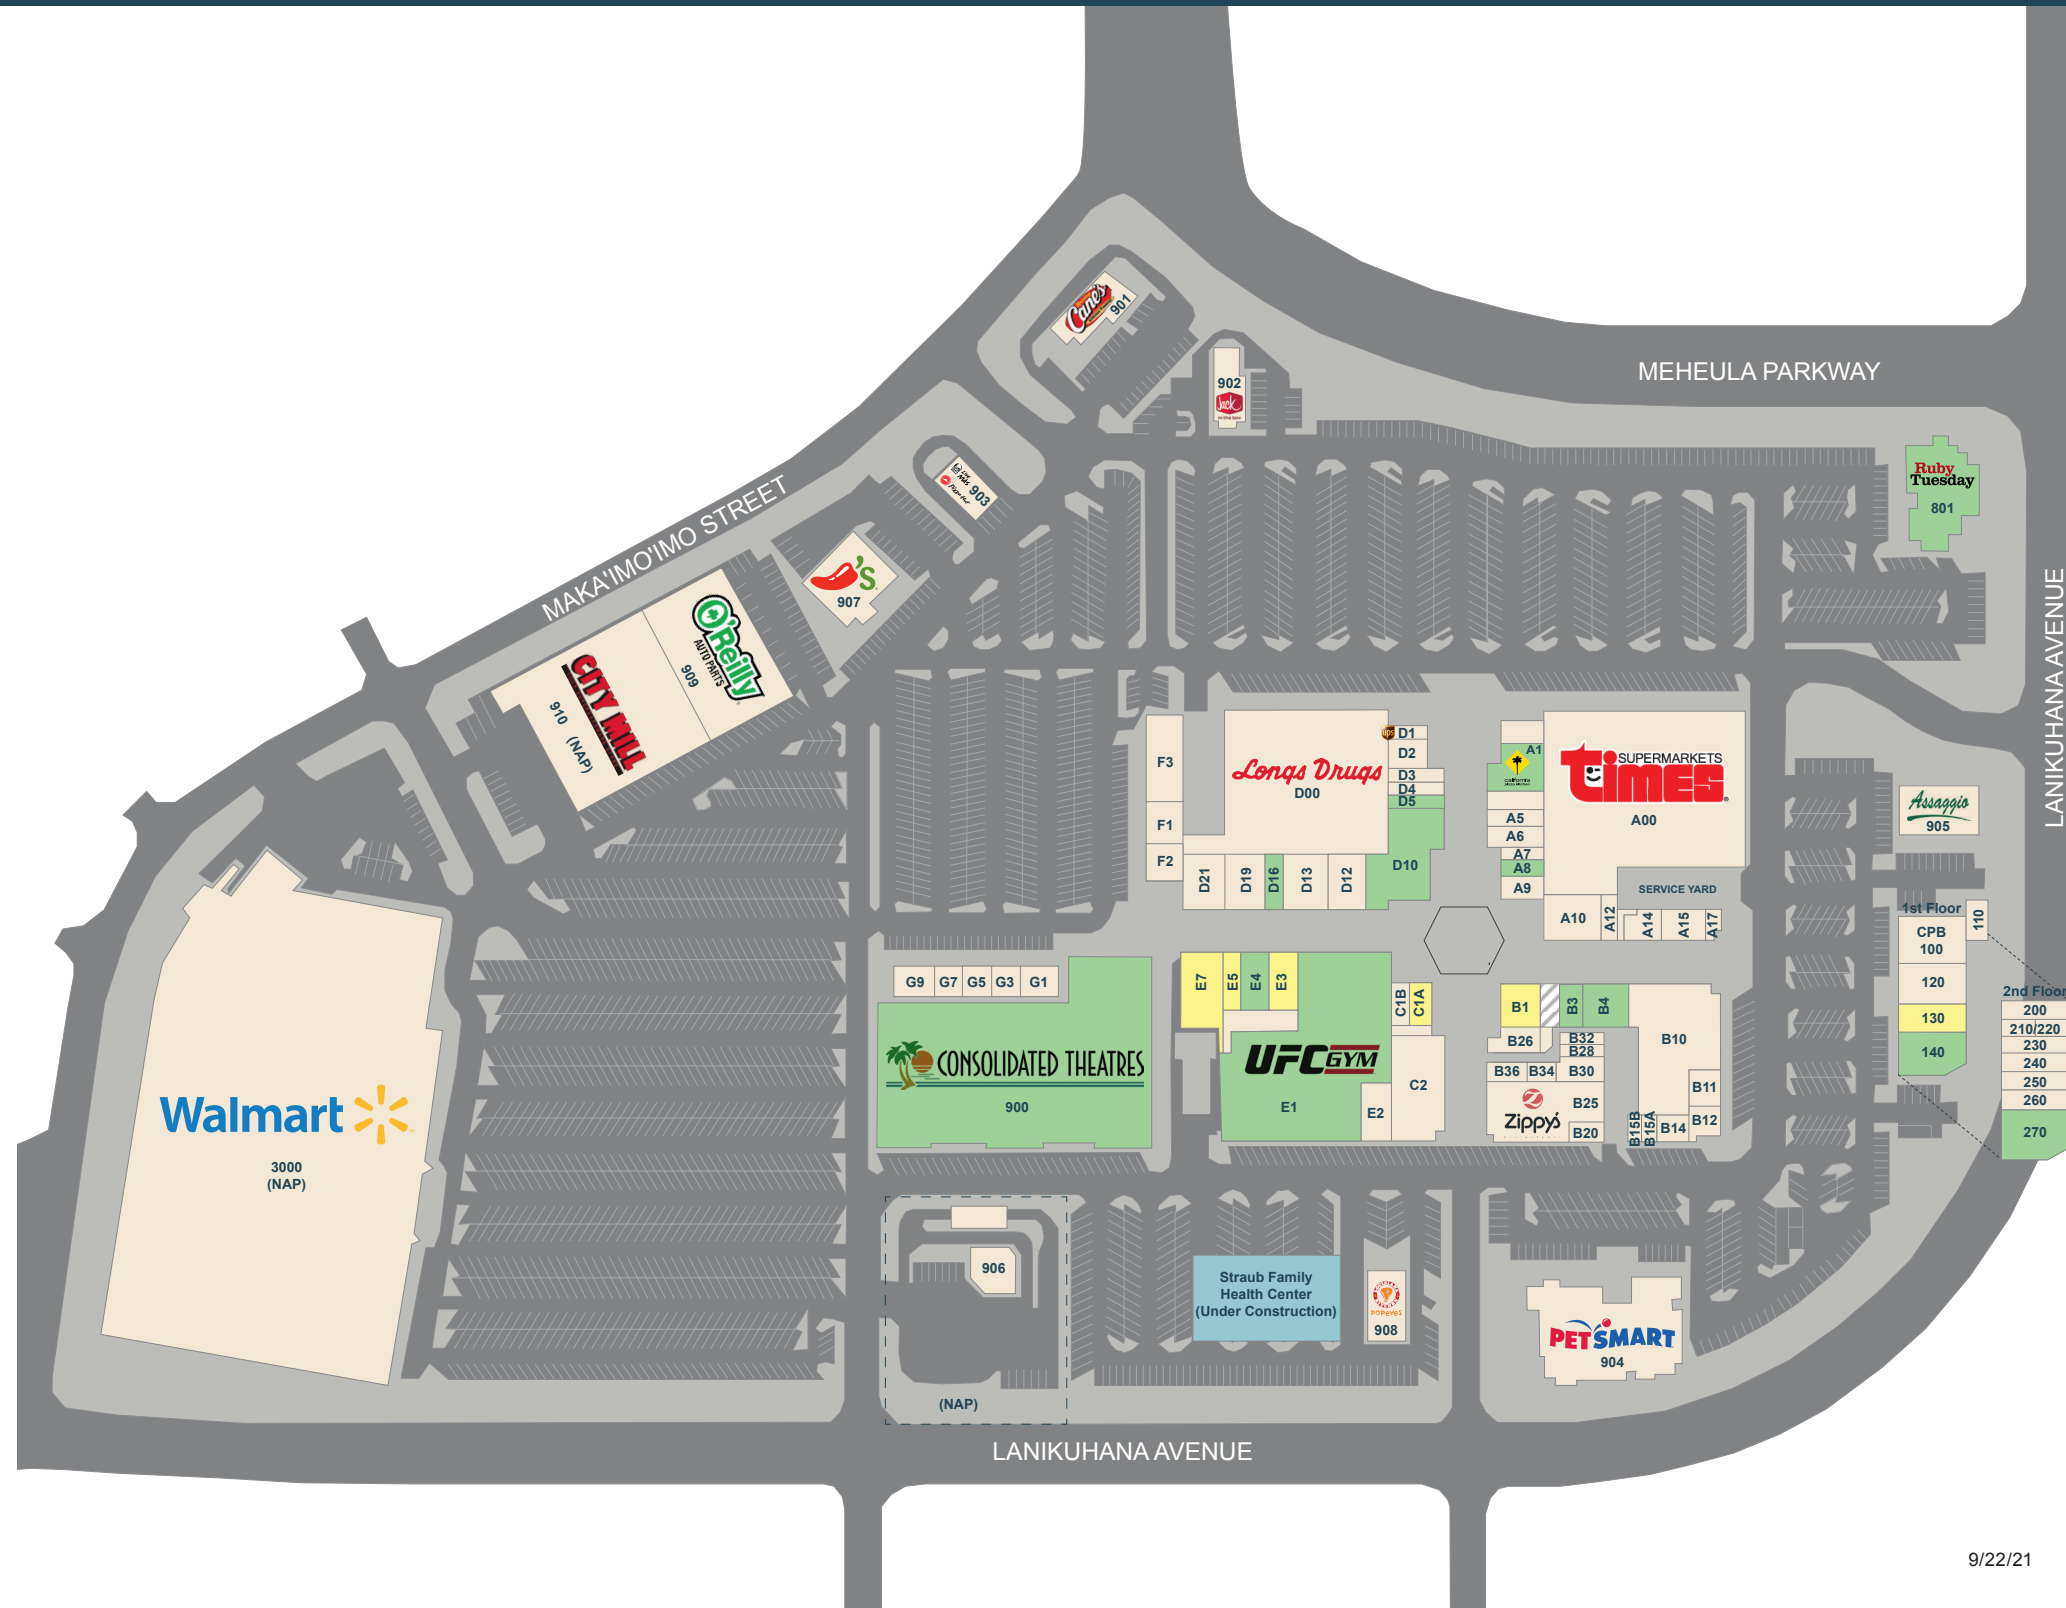 Cane's
901
902
Jack
MEHEULA PARKWAY
Ruby
Tuesday
801
903
MAKA'IMO'IMO STREET
'S
907
O'Reilly
AUTO PARTS
909
CITY MILL
910 (NAP)
LANIKUHANA AVENUE
F3
F1
F2
Longs Drugs
D00
ups
D1
D2
D3
D4
D5
D10
D21
D19
D16
D13
D12
A1
A5
A6
A7
A8
A9
SUPERMARKETS
TIMES
A00
SERVICE YARD
A10
A12
A14
A15
A17
Assaggio
905
1st Floor
110
CPB
100
120
130
140
2nd Floor
200
210/220
230
240
250
260
270
G9
G7
G5
G3
G1
CONSOLIDATED THEATRES
900
E7
E5
E4
E3
UFC GYM
E1
E2
C1B
C1A
C2
B1
B3
B4
B26
B32
B28
B36
B34
B30
B25
Zippy's
B20
B10
B11
B12
B15B
B15A
B14
Walmart
3000
(NAP)
906
(NAP)
Straub Family
Health Center
(Under Construction)
POPEYES
908
PETSMART
904
LANIKUHANA AVENUE
9/22/21